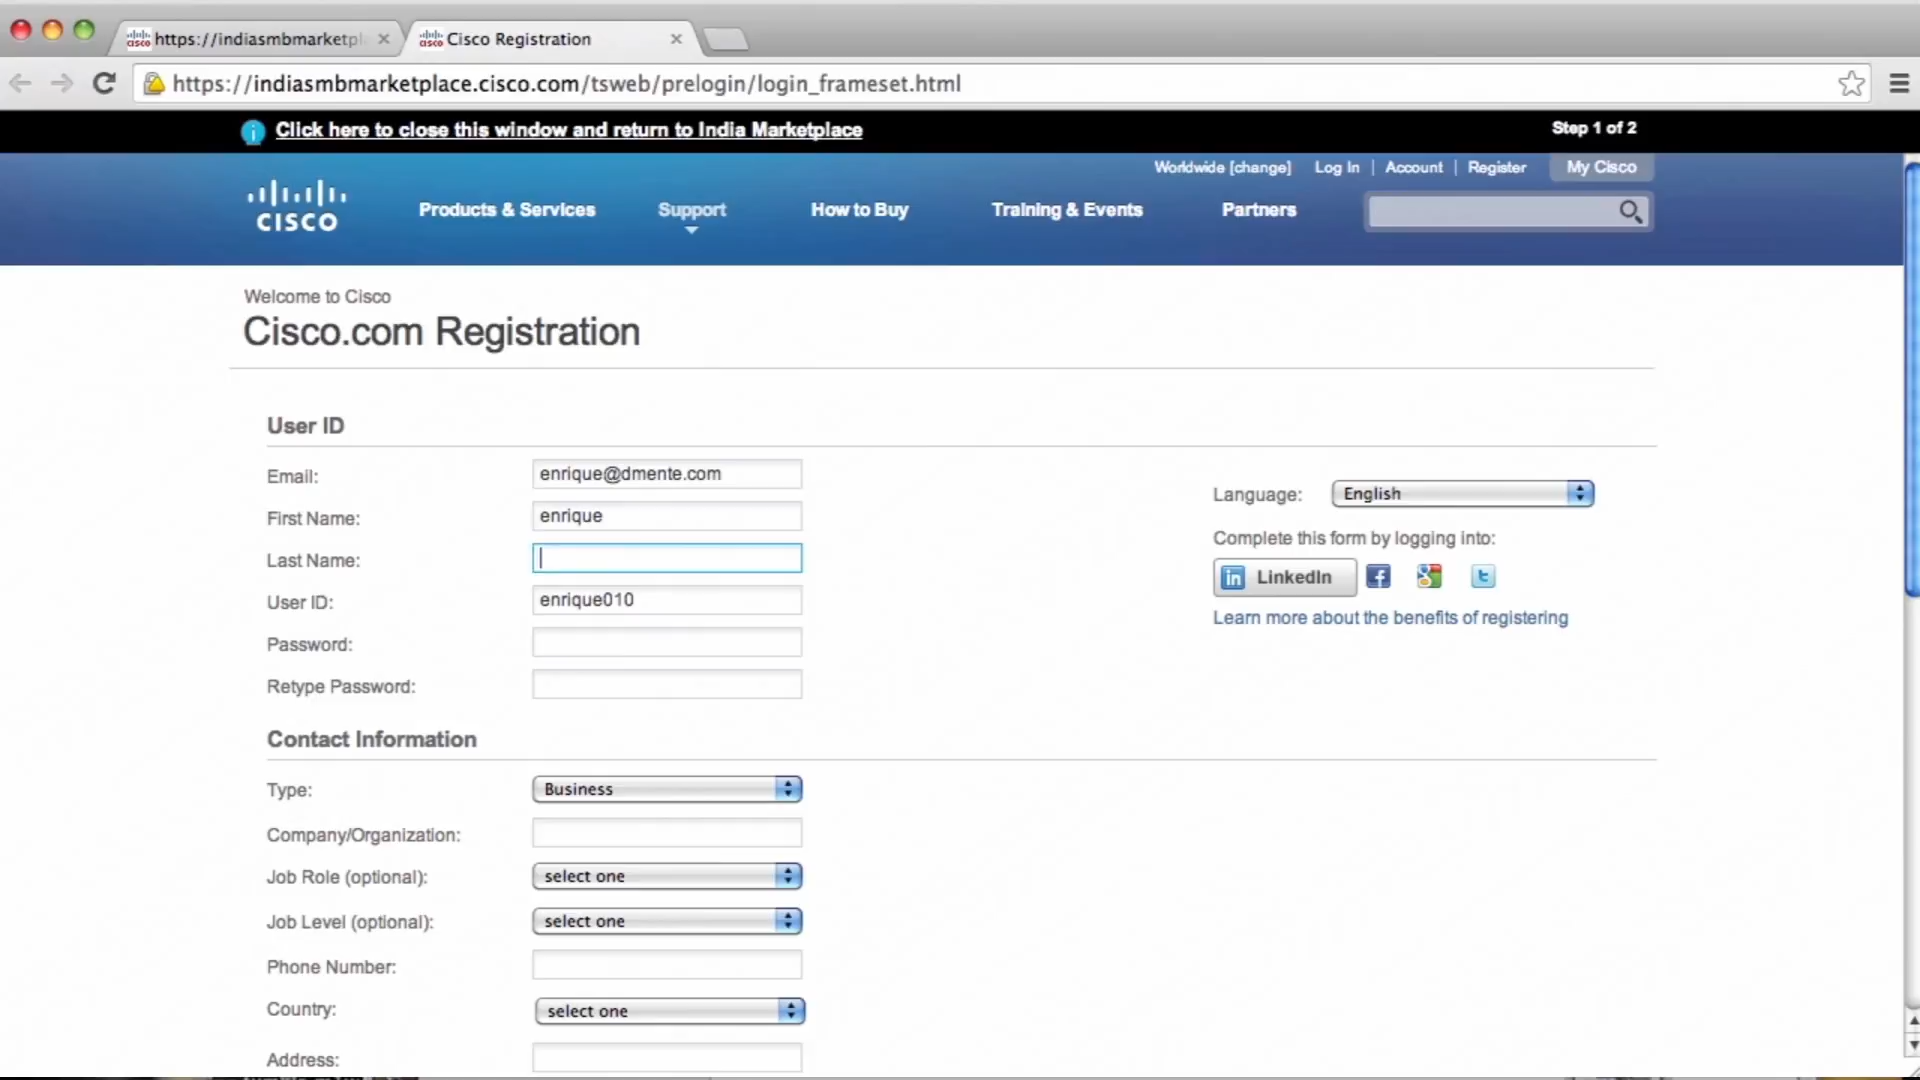 https://indiasmbmarketpl
Cisco Registration
https://indiasmbmarketplace.cisco.com/tsweb/prelogin/login_frameset.html
Click here to close this window and return to India Marketplace
Step 1 of 2
Worldwide [change] Log In | Account | Register My Cisco
CISCO
Products & Services Support How to Buy Training & Events Partners
Welcome to Cisco
Cisco.com Registration
User ID
Email: enrique@dmente.com
Language: English
First Name: enrique
Complete this form by logging into:
Last Name:
LinkedIn
User ID: enrique010
Learn more about the benefits of registering
Password:
Retype Password:
Contact Information
Type: Business
Company/Organization:
Job Role (optional): select one
Job Level (optional): select one
Phone Number:
Country: select one
Address: